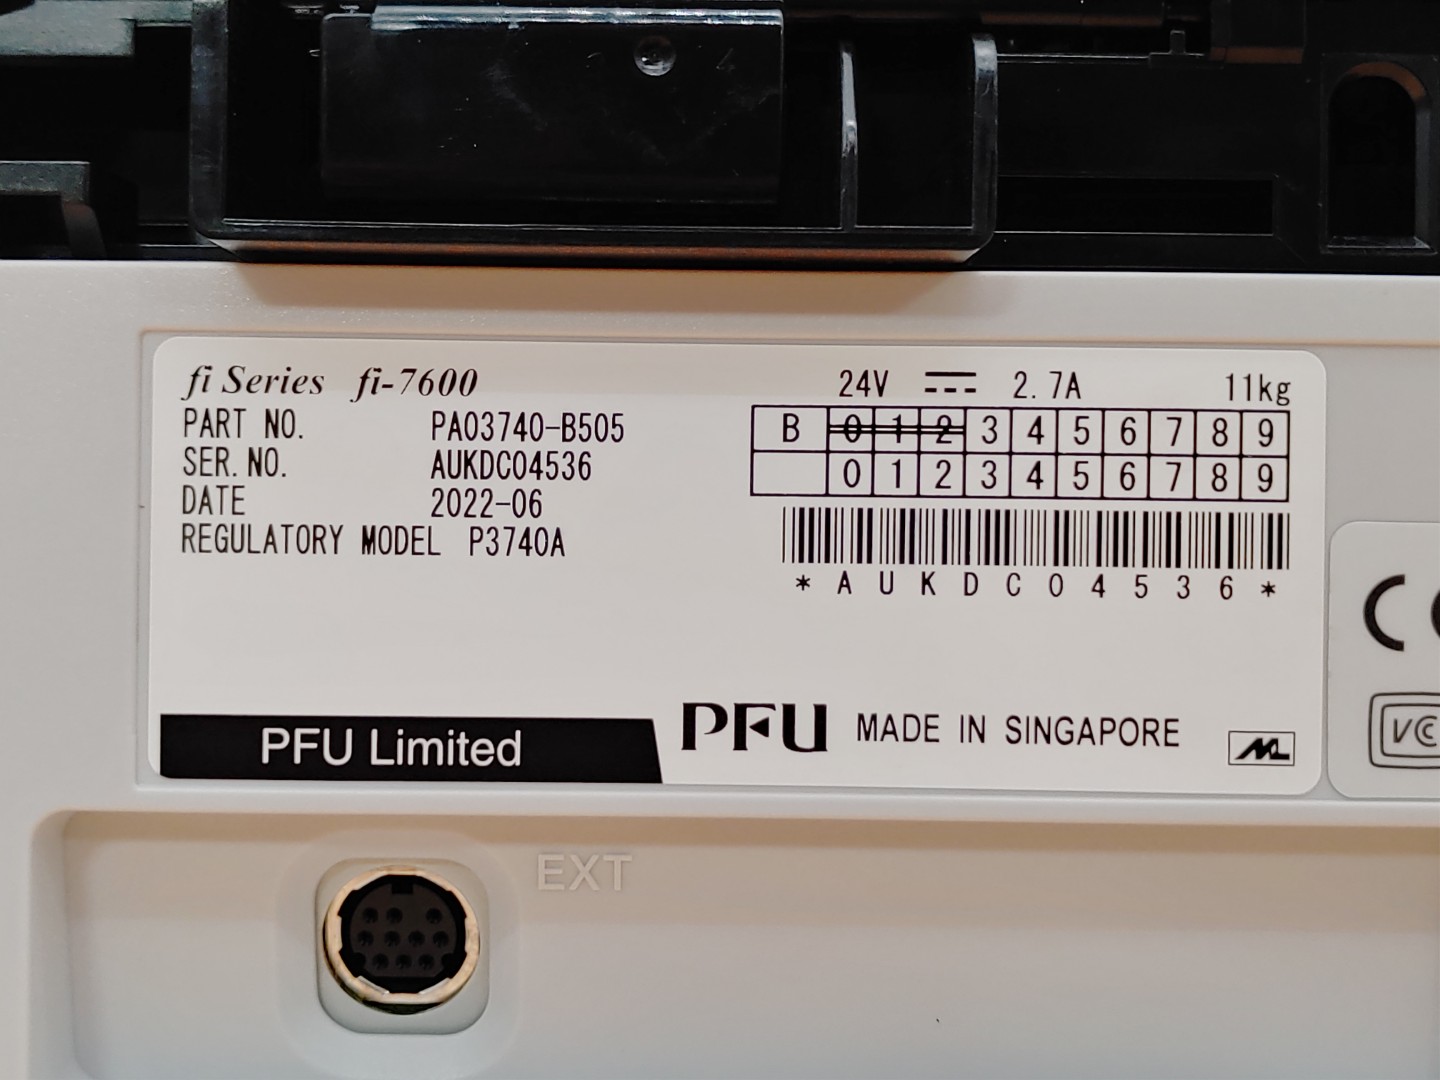 fi Series fi-7600
24V 2.7A 11kg
PART NO. PA03740-B505
SER.NO. AUKDC04536
DATE 2022-06
REGULATORY MODEL P3740A
B 0 1 2 3 4 5 6 7 8 9
0 1 2 3 4 5 6 7 8 9
*AUKDC04536*
PFU Limited
PFU MADE IN SINGAPORE
CE
EXT